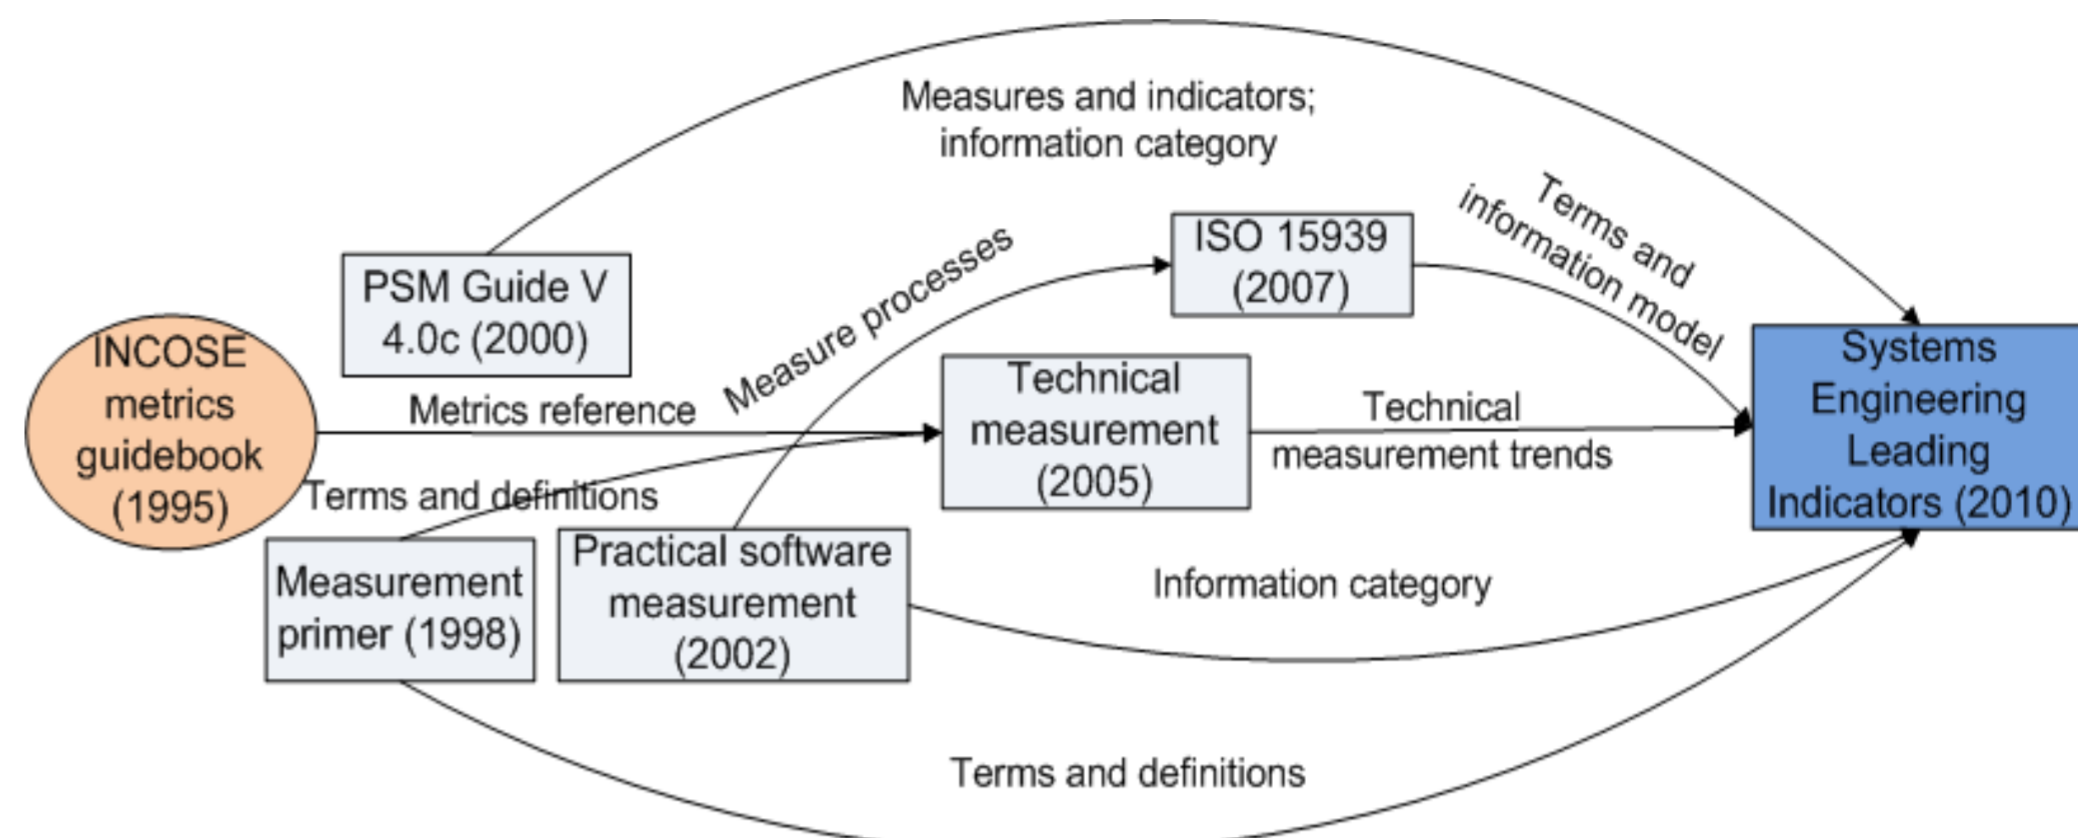 Measures and indicators;
information category
Terms and
information model
Measure processes
ISO 15939
(2007)
PSM Guide V
4.0c (2000)
INCOSE
metrics
guidebook
(1995)
Metrics reference
Technical
measurement
(2005)
Technical
measurement trends
Systems
Engineering
Leading
Indicators (2010)
Terms and definitions
Measurement
primer (1998)
Practical software
measurement
(2002)
Information category
Terms and definitions